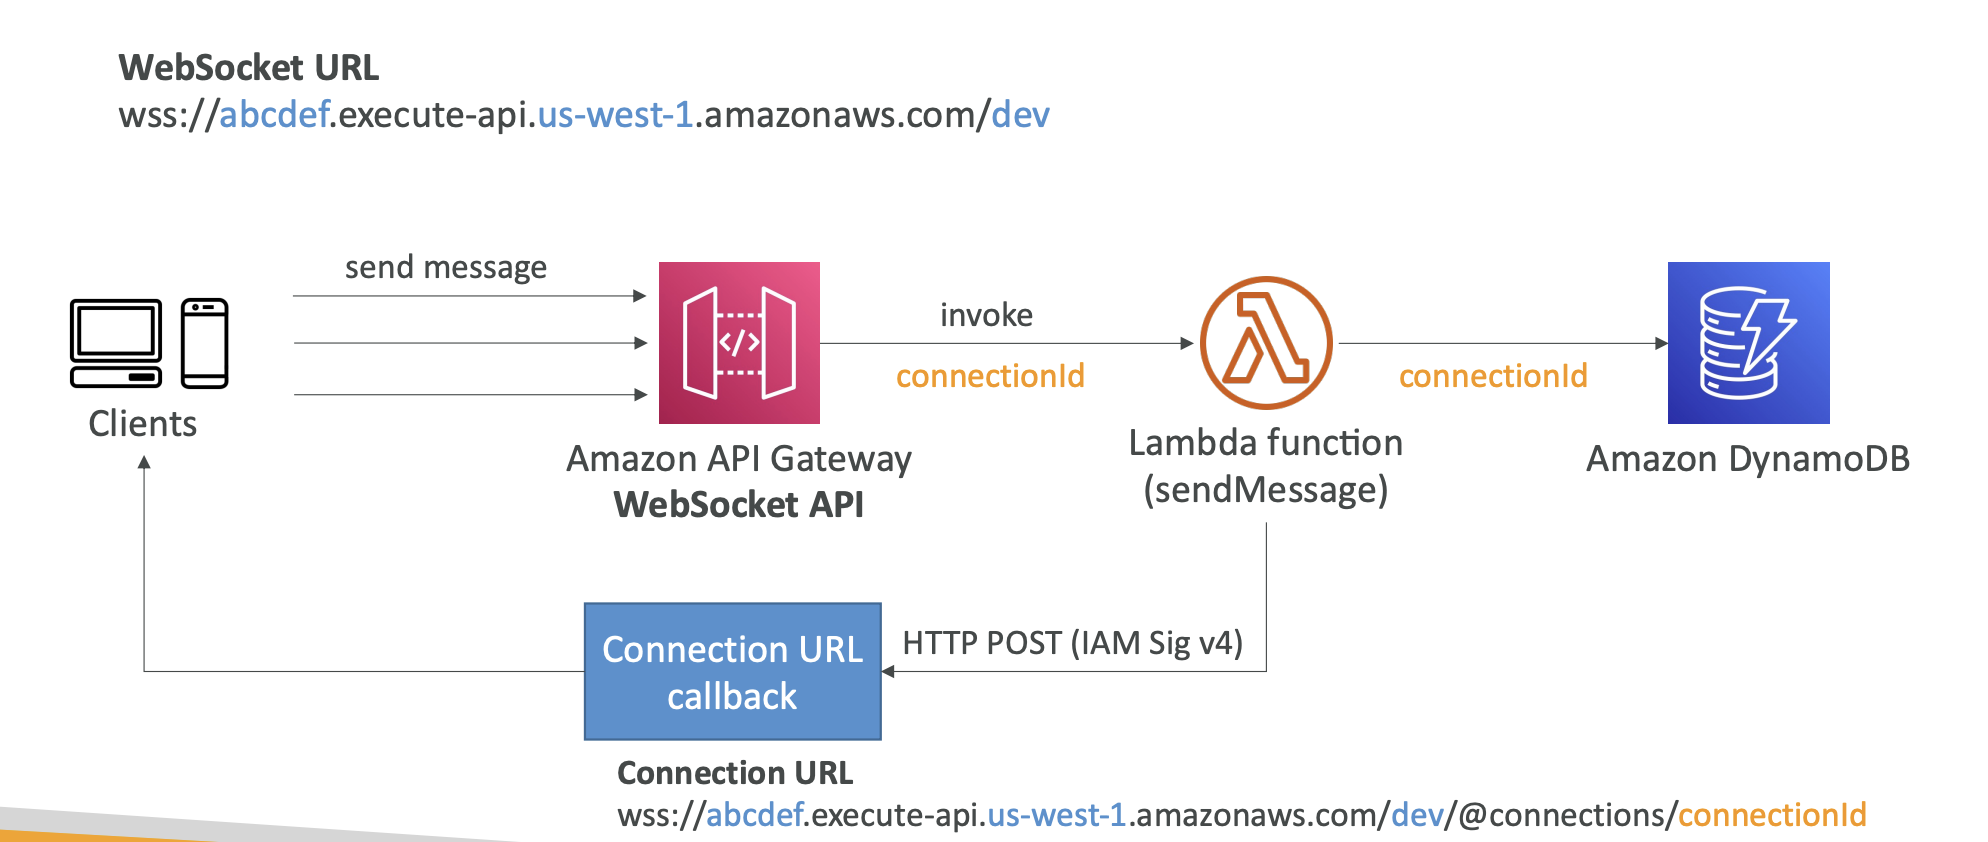 WebSocket URL
wss://abcdef.execute-api.us-west-1.amazonaws.com/dev
send message
invoke
connectionId
connectionId
Clients
Amazon API Gateway
WebSocket API
Lambda function
(sendMessage)
Amazon DynamoDB
Connection URL
callback
HTTP POST (IAM Sig v4)
Connection URL
wss://abcdef.execute-api.us-west-1.amazonaws.com/dev/@connections/connectionId